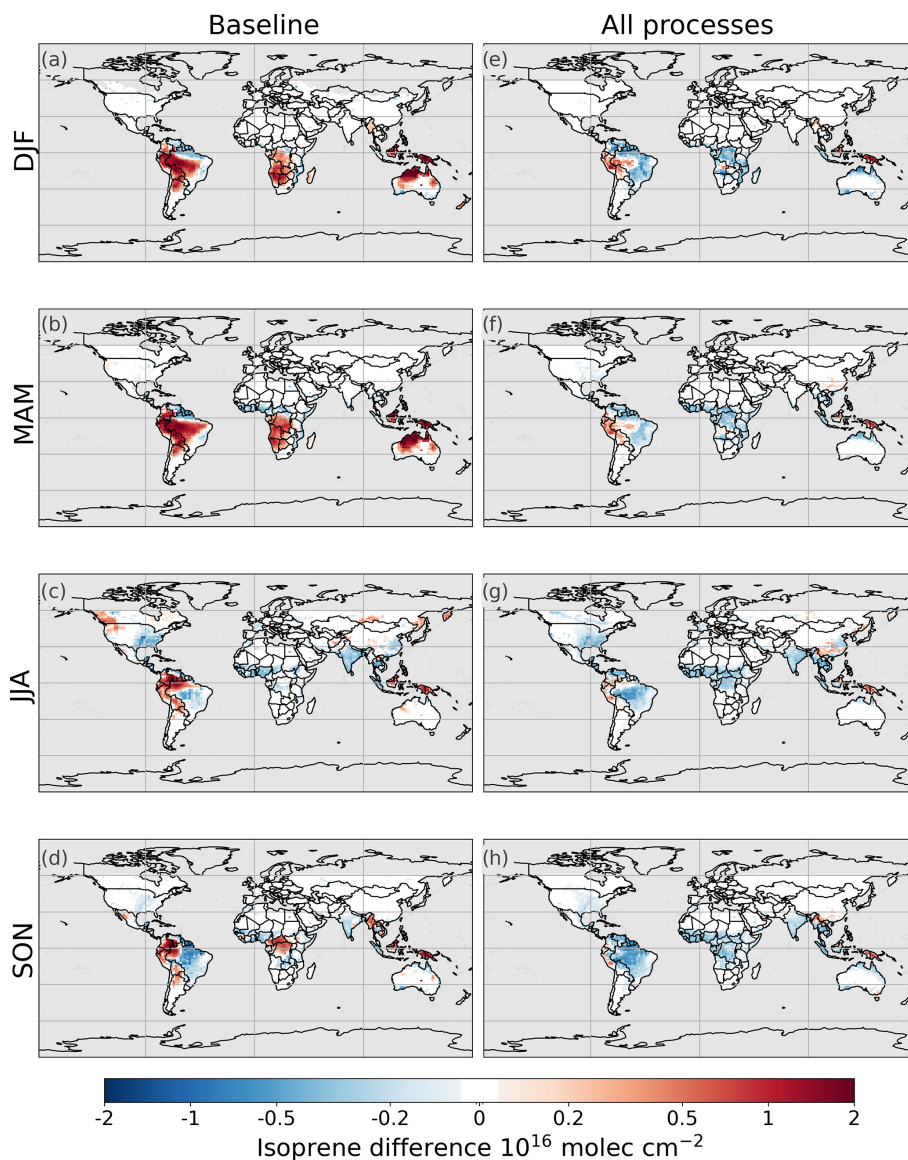 Baseline
All processes
(a)
(e)
DJF
(b)
(f)
MAM
(c)
(g)
JJA
(d)
(h)
SON
-2 -1 -0.5 -0.2 0 0.2 0.5 1 2
Isoprene difference 10¹⁶ molec cm⁻²